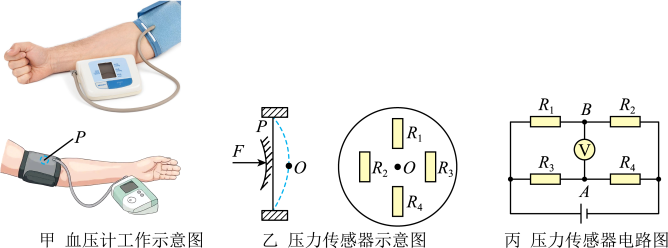 P
甲 血压计工作示意图
F
P
O
R₁
R₂
O
R₃
R₄
乙 压力传感器示意图
R₁
B
R₂
V
R₃
A
R₄
丙 压力传感器电路图